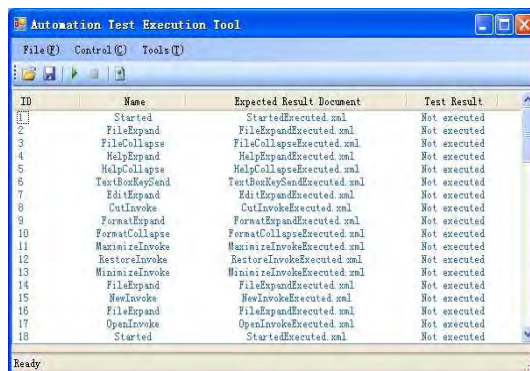 Automation Test Execution Tool
File(F) Control(C) Tools(T)
ID Name Expected Result Document Test Result
1 Started StartedExecuted.xml Not executed
2 FileExpand FileExpandExecuted.xml Not executed
3 FileCollapse FileCollapseExecuted.xml Not executed
4 HelpExpand HelpExpandExecuted.xml Not executed
5 HelpCollapse HelpCollapseExecuted.xml Not executed
6 TextBoxKeySend TextBoxKeySendExecuted.xml Not executed
7 EditExpand EditExpandExecuted.xml Not executed
8 CutInvoke CutInvokeExecuted.xml Not executed
9 FormatExpand FormatExpandExecuted.xml Not executed
10 FormatCollapse FormatCollapseExecuted.xml Not executed
11 MaximizeInvoke MaximizeInvokeExecuted.xml Not executed
12 RestoreInvoke RestoreInvokeExecuted.xml Not executed
13 MinimizeInvoke MinimizeInvokeExecuted.xml Not executed
14 FileExpand FileExpandExecuted.xml Not executed
15 NewInvoke NewInvokeExecuted.xml Not executed
16 FileExpand FileExpandExecuted.xml Not executed
17 OpenInvoke OpenInvokeExecuted.xml Not executed
18 Started StartedExecuted.xml Not executed
Ready